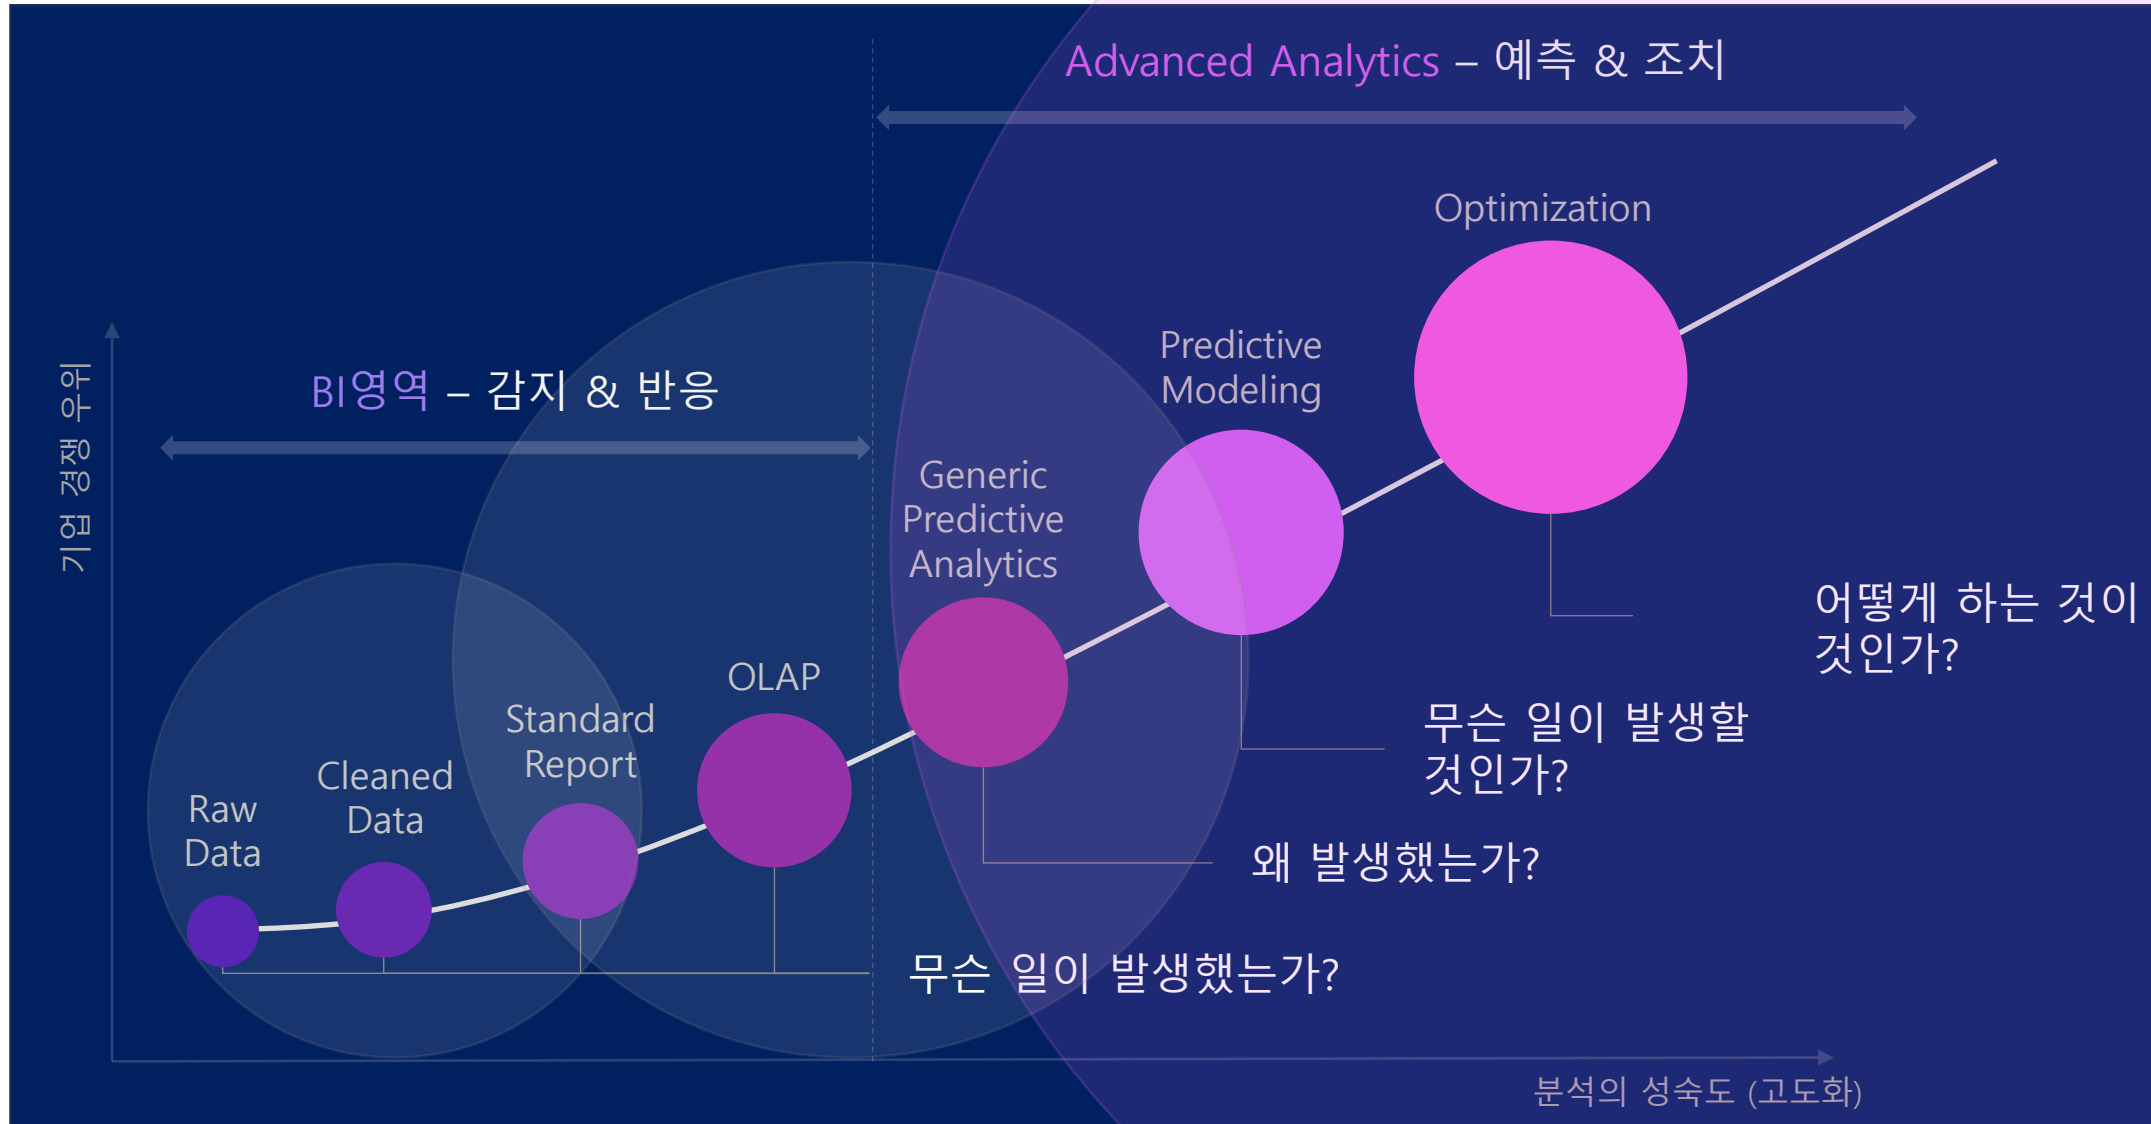 Advanced Analytics – 예측 & 조치
Optimization
Predictive
Modeling
BI영역 – 감지 & 반응
기업 경쟁 우위
Generic
Predictive
Analytics
OLAP
Standard
Report
Cleaned
Data
Raw
Data
어떻게 하는 것이
것인가?
무슨 일이 발생할
것인가?
왜 발생했는가?
무슨 일이 발생했는가?
분석의 성숙도 (고도화)